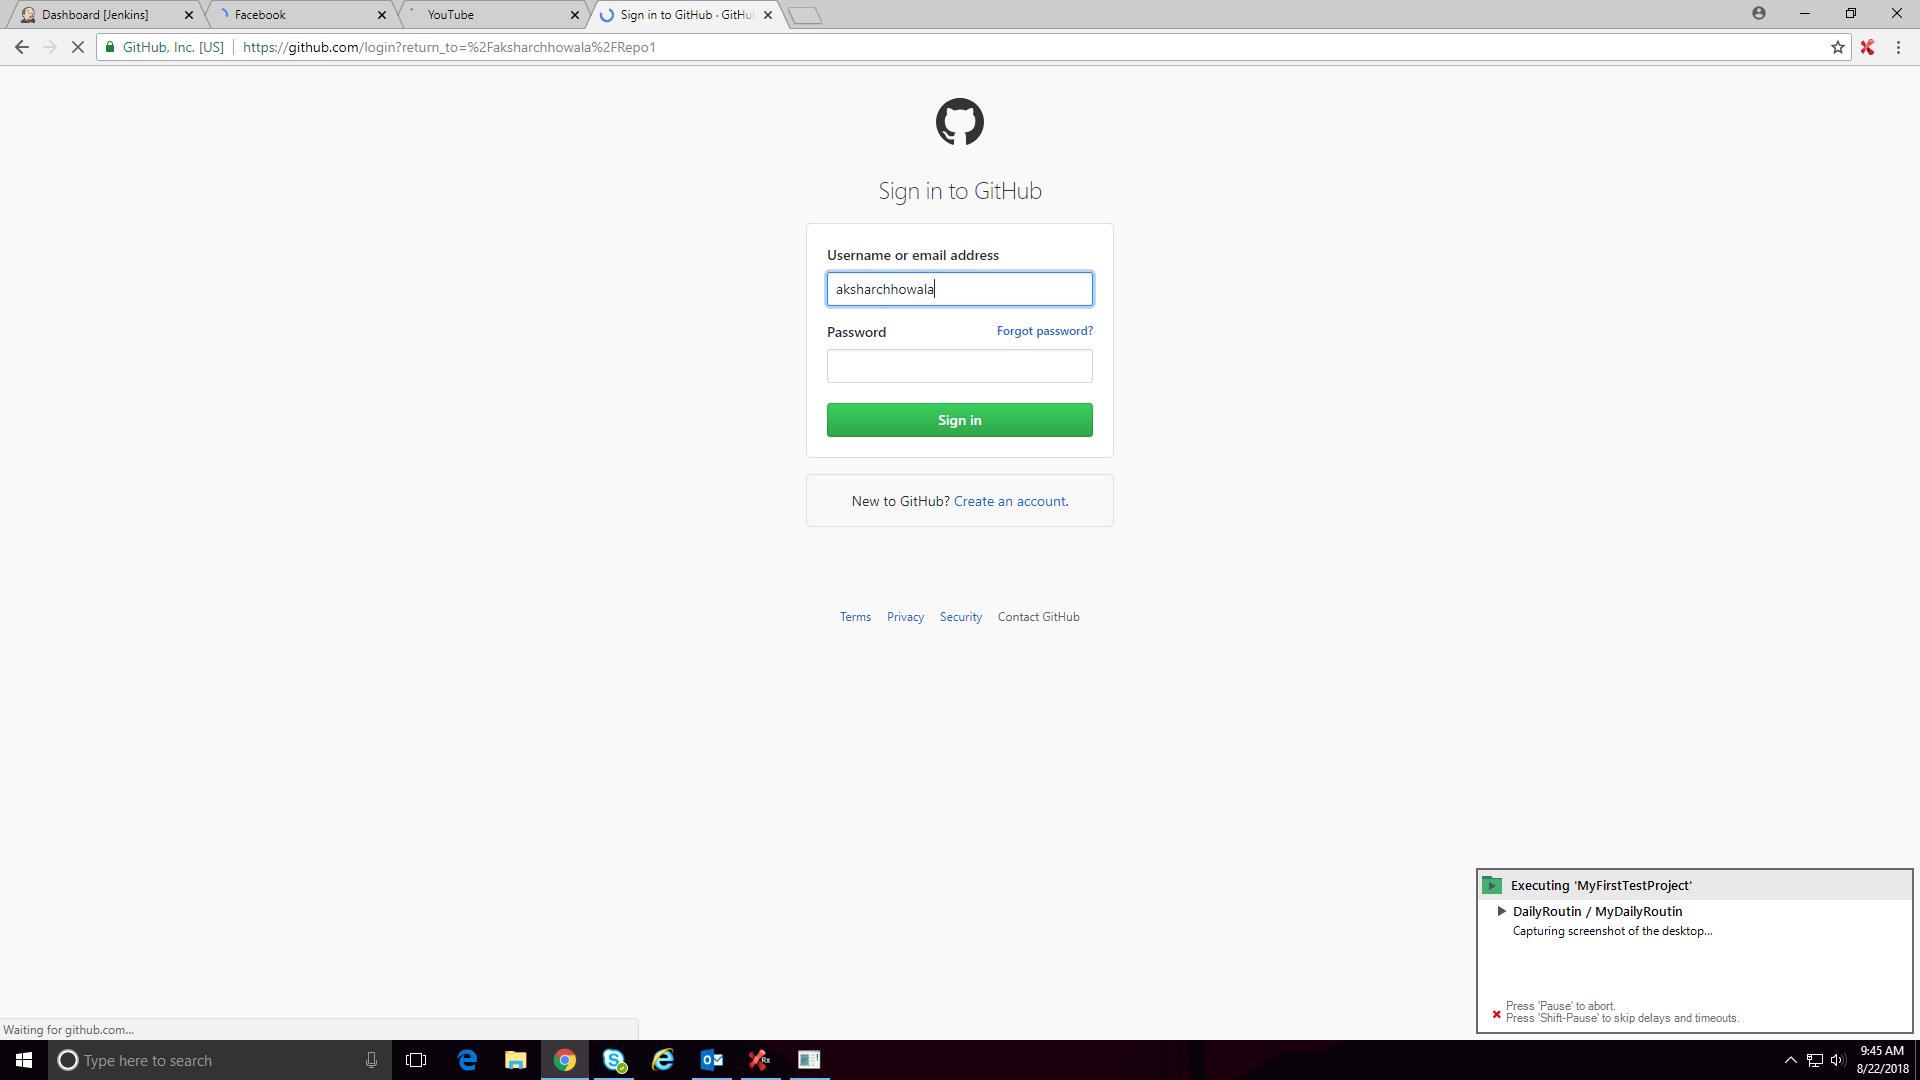 Dashboard [Jenkins]
Facebook
YouTube
Sign in to GitHub · GitHu
GitHub, Inc. [US]
https://github.com/login?return_to=%2Faksharchhowala%2FRepo1
Sign in to GitHub
Username or email address
aksharchhowala
Password
Forgot password?
Sign in
New to GitHub? Create an account.
Terms
Privacy
Security
Contact GitHub
Executing 'MyFirstTestProject'
DailyRoutin / MyDailyRoutin
Capturing screenshot of the desktop...
Press 'Pause' to abort.
Press 'Shift-Pause' to skip delays and timeouts.
Waiting for github.com...
Type here to search
9:45 AM
8/22/2018